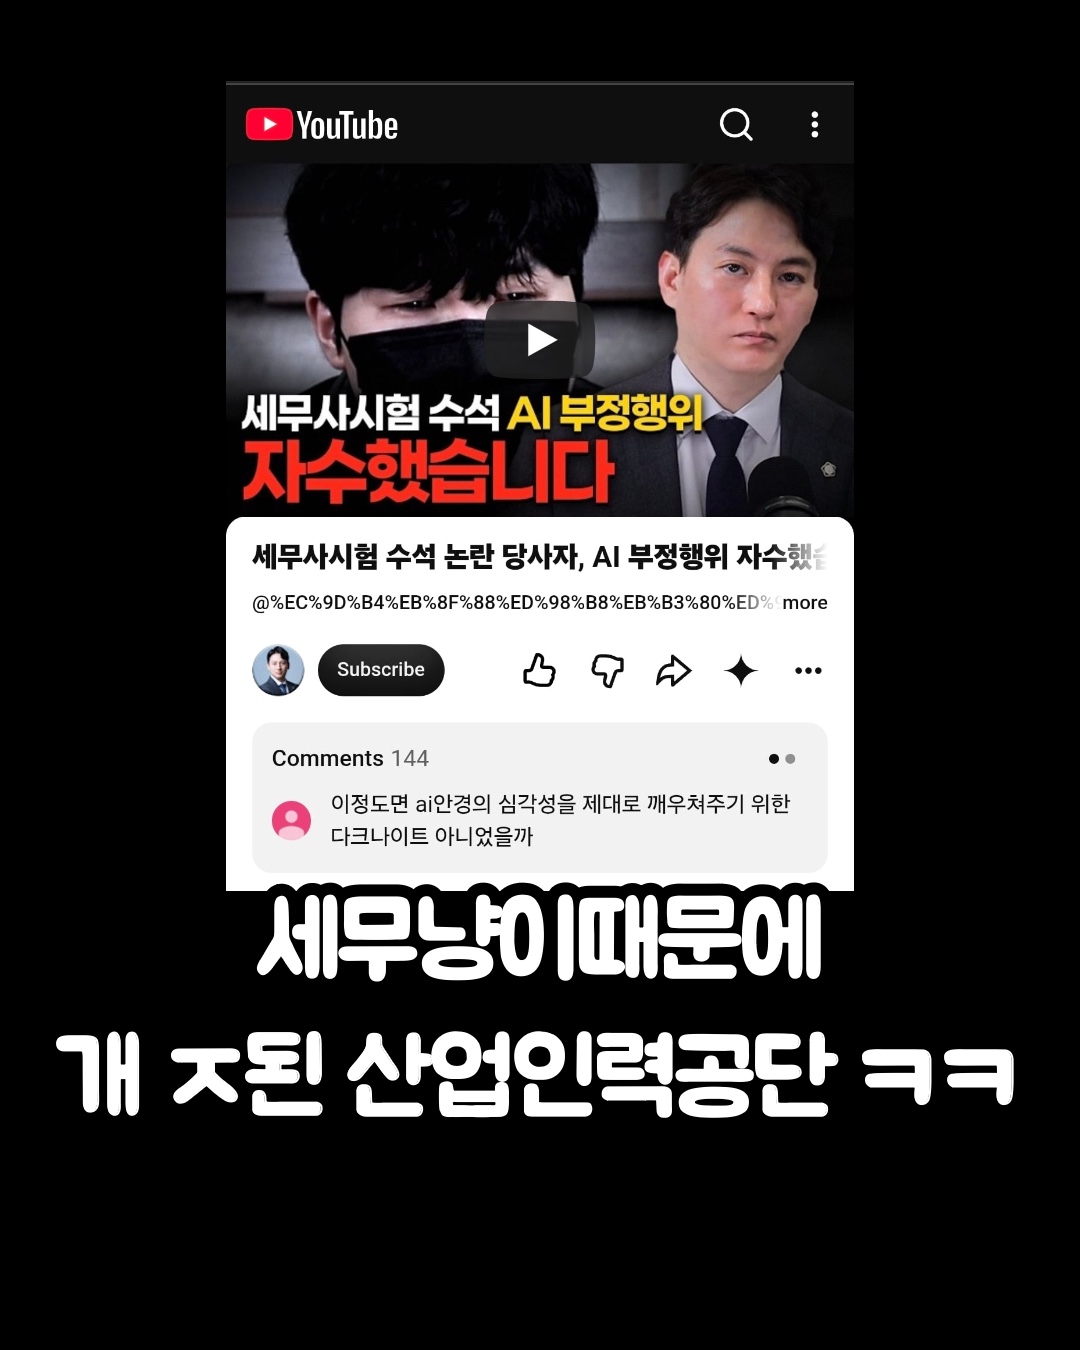 YouTube
세무사시험 수석 AI 부정행위
자수했습니다
세무사시험 수석 논란 당사자, AI 부정행위 자수했습
@%EC%9D%B4%EB%8F%88%ED%98%B8%EB%B3%80%ED%9 more
Subscribe
Comments 144
이정도면 ai안경의 심각성을 제대로 깨우쳐주기 위한
다크나이트 아니었을까
세무냥이때문에
개 ㅈ된 산업인력공단 ㅋㅋ